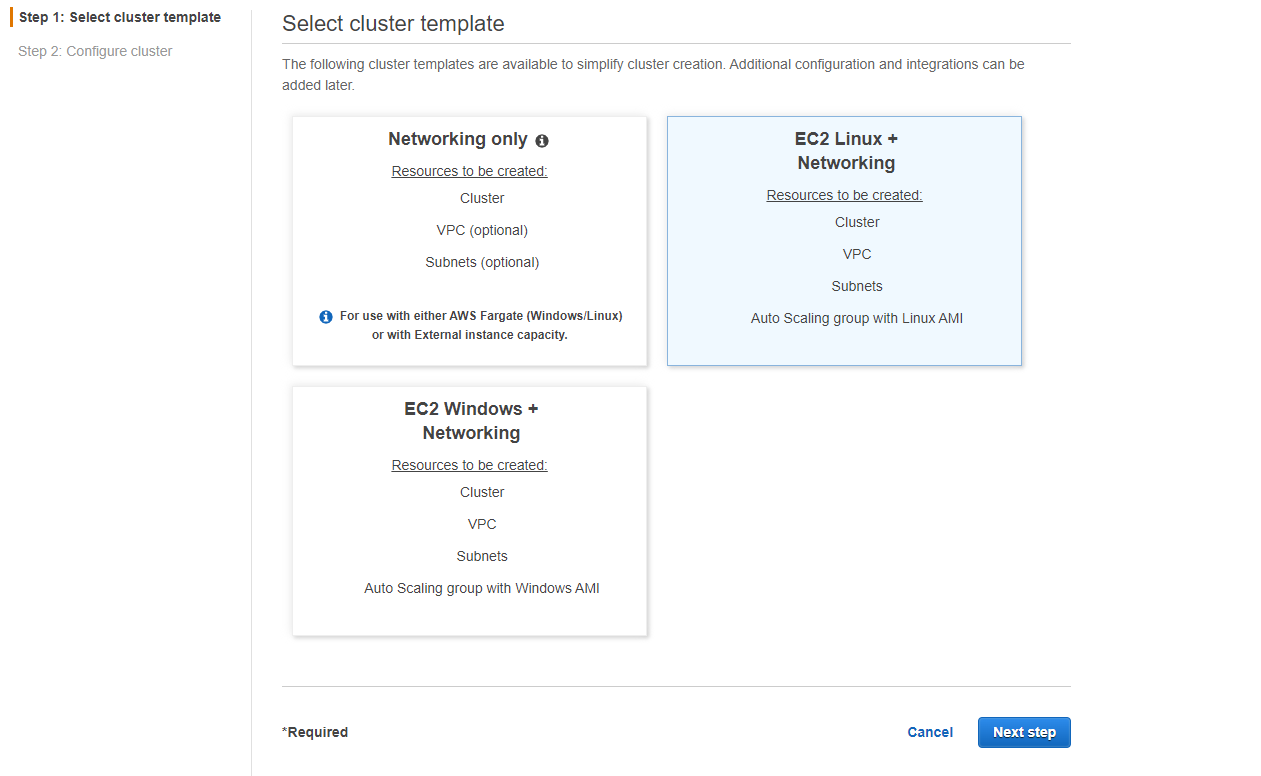 Step 1: Select cluster template
Step 2: Configure cluster
Select cluster template
The following cluster templates are available to simplify cluster creation. Additional configuration and integrations can be
added later.
Networking only
Resources to be created:
Cluster
VPC (optional)
Subnets (optional)
For use with either AWS Fargate (Windows/Linux)
or with External instance capacity.
EC2 Linux +
Networking
Resources to be created:
Cluster
VPC
Subnets
Auto Scaling group with Linux AMI
EC2 Windows +
Networking
Resources to be created:
Cluster
VPC
Subnets
Auto Scaling group with Windows AMI
*Required
Cancel
Next step